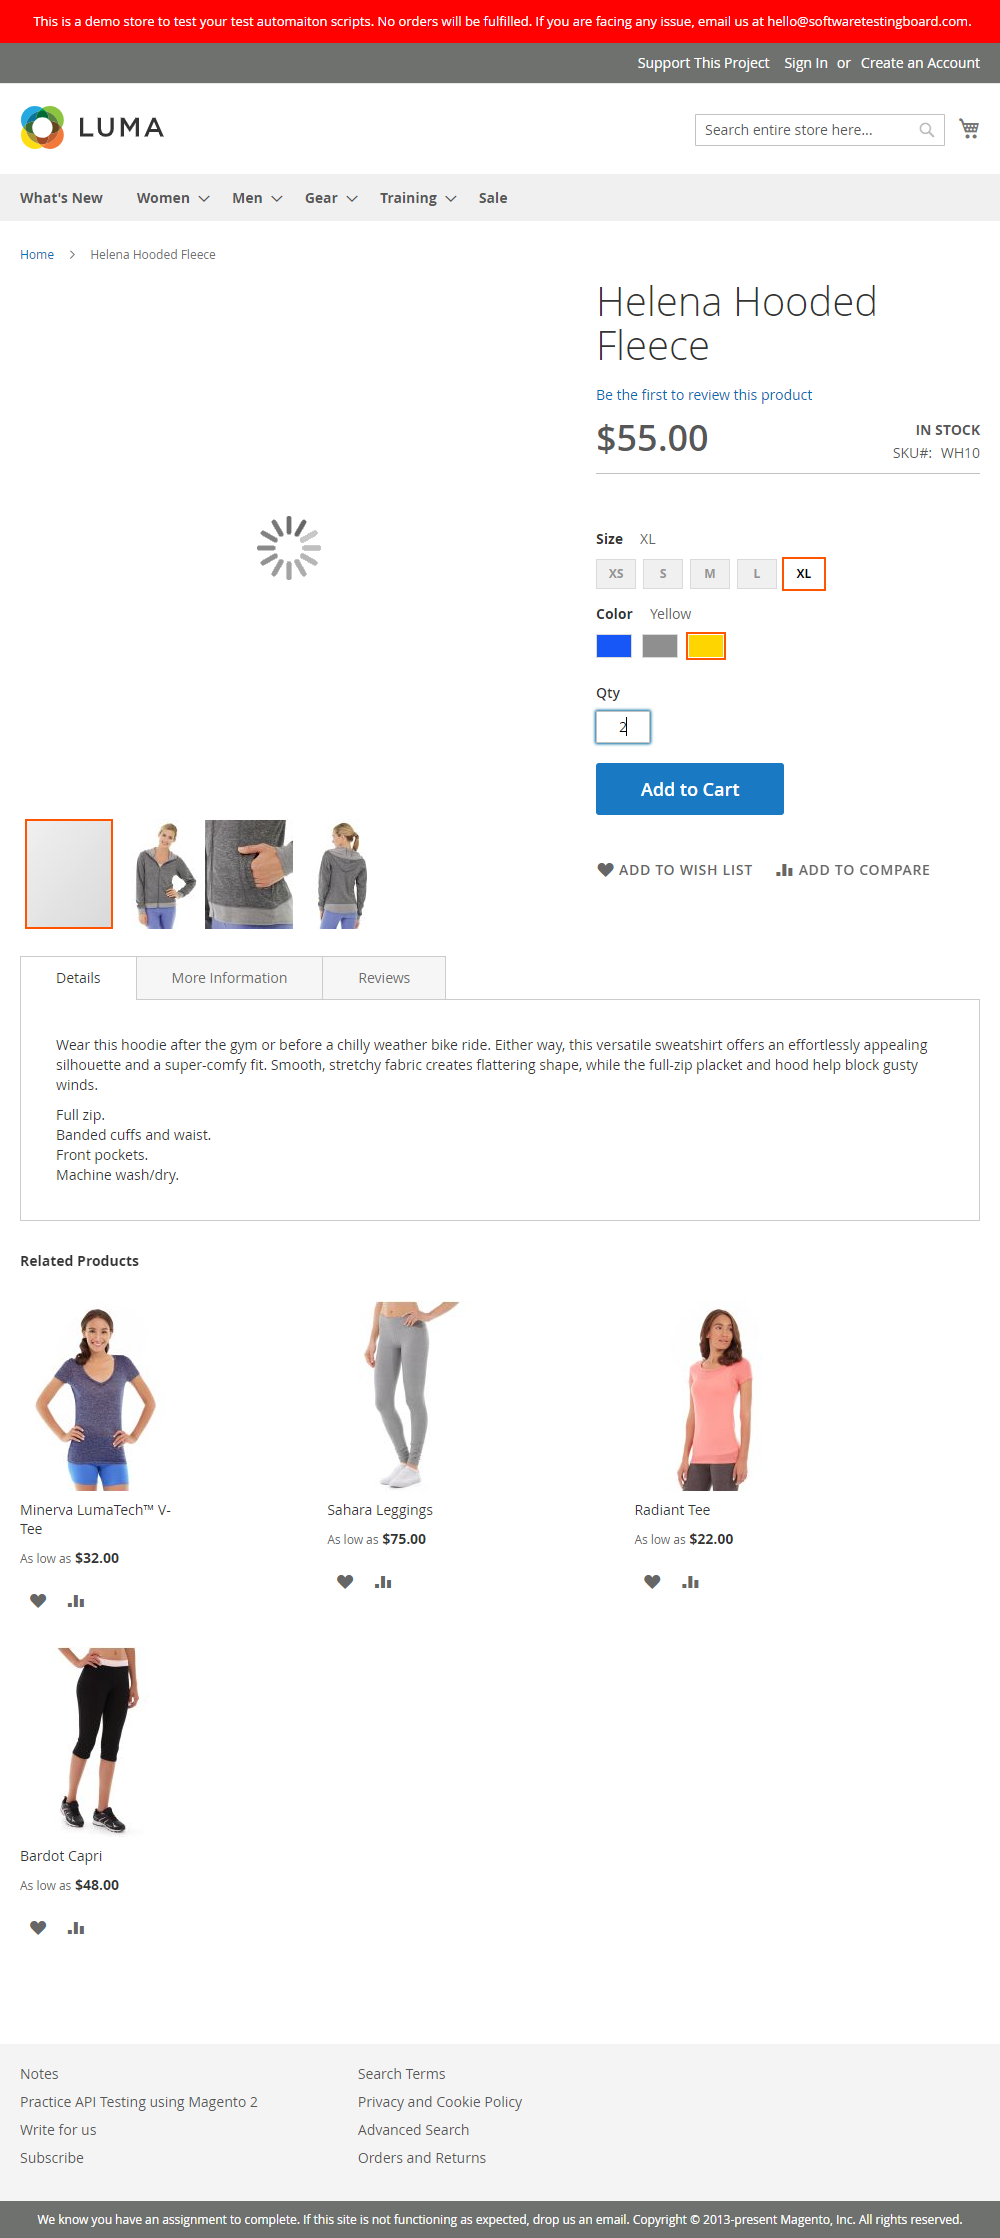 This is a demo store to test your test automaiton scripts. No orders will be fulfilled. If you are facing any issue, email us at hello@softwaretestingboard.com.
Support This Project Sign In or Create an Account
LUMA
Search entire store here...
What's New Women Men Gear Training Sale
Home Helena Hooded Fleece
Helena Hooded
Fleece
Be the first to review this product
$55.00
IN STOCK
SKU#: WH10
Size XL
XS S M L XL
Color Yellow
Qty
2
Add to Cart
ADD TO WISH LIST ADD TO COMPARE
Details More Information Reviews
Wear this hoodie after the gym or before a chilly weather bike ride. Either way, this versatile sweatshirt offers an effortlessly appealing
silhouette and a super-comfy fit. Smooth, stretchy fabric creates flattering shape, while the full-zip placket and hood help block gusty
winds.
Full zip.
Banded cuffs and waist.
Front pockets.
Machine wash/dry.
Related Products
Minerva LumaTech™ V-
Tee
As low as $32.00
Sahara Leggings
As low as $75.00
Radiant Tee
As low as $22.00
Bardot Capri
As low as $48.00
Notes
Practice API Testing using Magento 2
Write for us
Subscribe
Search Terms
Privacy and Cookie Policy
Advanced Search
Orders and Returns
We know you have an assignment to complete. If this site is not functioning as expected, drop us an email. Copyright © 2013-present Magento, Inc. All rights reserved.